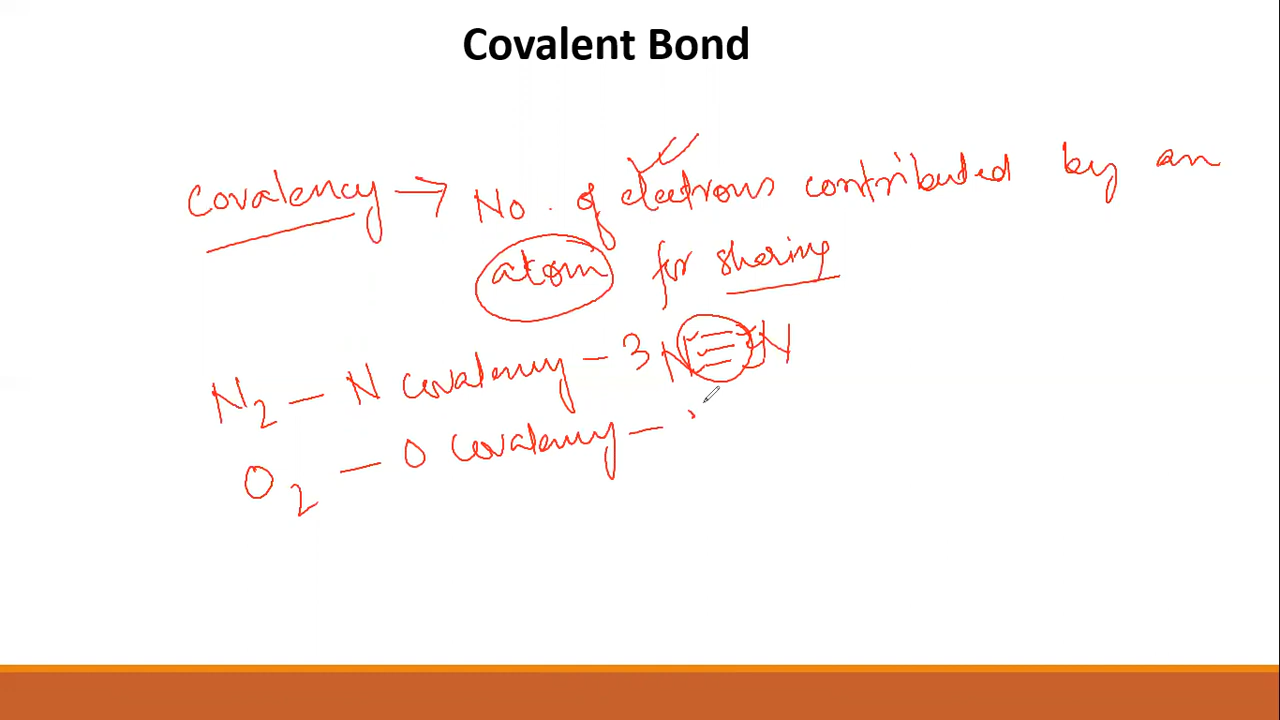 Covalent Bond
covalency → No. of electrons contributed by an
atom for sharing
N₂ – N covalency – 3 N≡N
O₂ – O covalency –